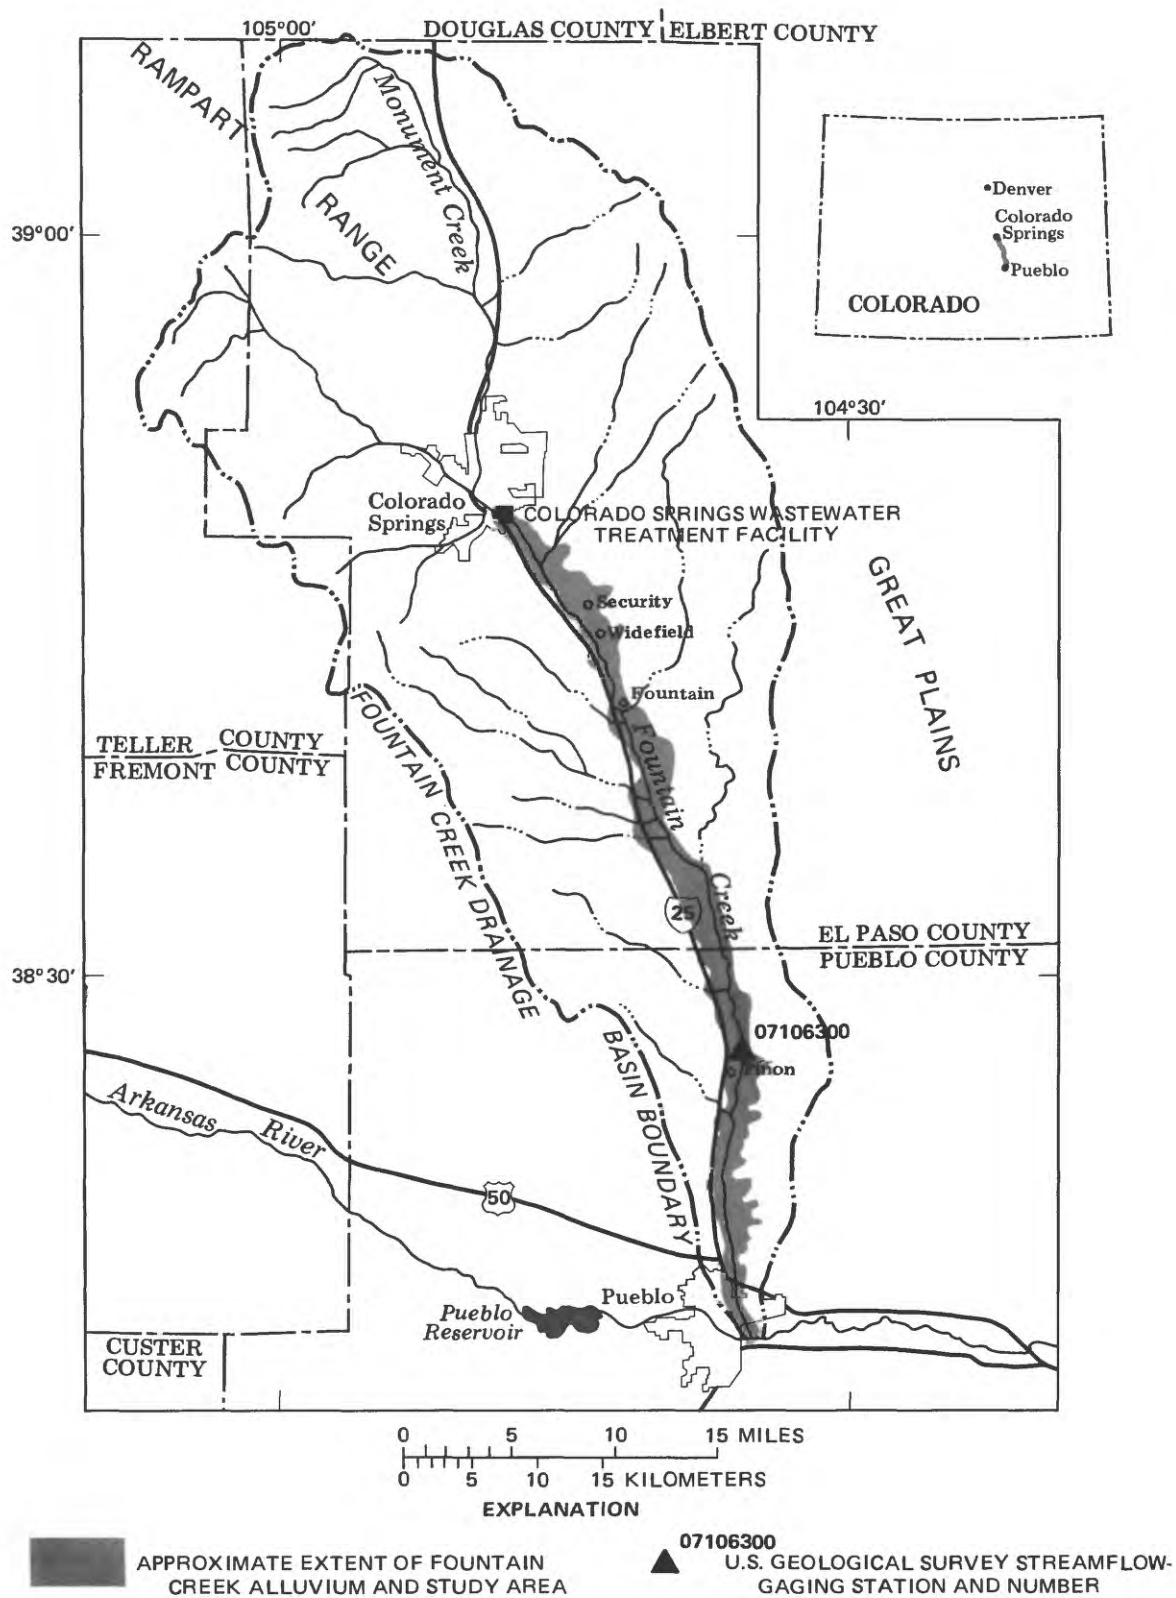 105°00'
DOUGLAS COUNTY
ELBERT COUNTY
RAMPART
RANGE
Monument Creek
39°00'
Denver
Colorado
Springs
Pueblo
COLORADO
104°30'
Colorado
Springs
COLORADO SPRINGS WASTEWATER
TREATMENT FACILITY
GREAT PLAINS
Security
Widefield
Fountain
Fountain Creek
TELLER COUNTY
FREMONT COUNTY
FOUNTAIN CREEK DRAINAGE BASIN BOUNDARY
25
EL PASO COUNTY
PUEBLO COUNTY
38°30'
07106300
Pinon
Arkansas River
50
Pueblo
Pueblo
Reservoir
CUSTER
COUNTY
0 5 10 15 MILES
0 5 10 15 KILOMETERS
EXPLANATION
APPROXIMATE EXTENT OF FOUNTAIN
CREEK ALLUVIUM AND STUDY AREA
07106300
U.S. GEOLOGICAL SURVEY STREAMFLOW-
GAGING STATION AND NUMBER